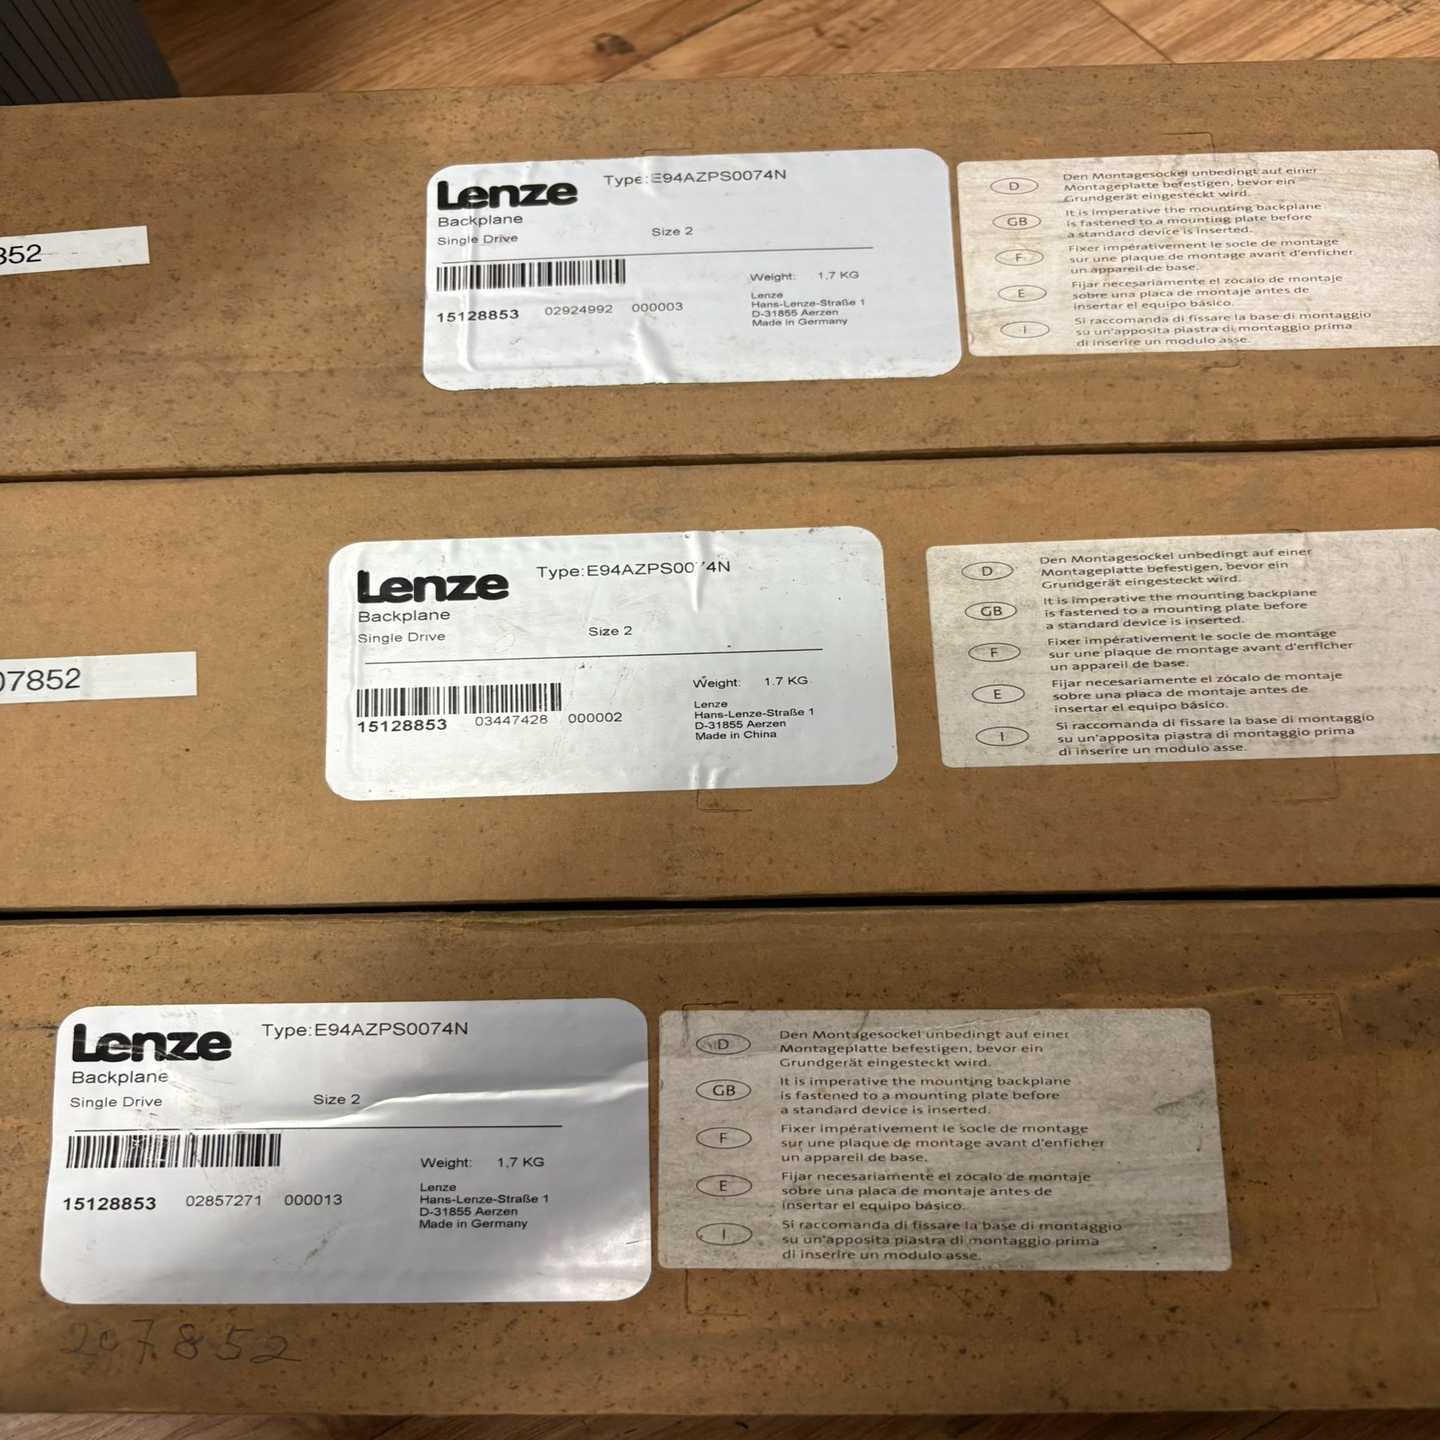 852
Lenze
Type:E94AZPS0074N
Backplane
Single Drive
Size 2
Weight: 1,7 KG
15128853 02924992 000003
Lenze
Hans-Lenze-Straße 1
D-31855 Aerzen
Made in Germany
D
Den Montagesockel unbedingt auf einer
Montageplatte befestigen, bevor ein
Grundgerät eingesteckt wird.
GB
It is imperative the mounting backplane
is fastened to a mounting plate before
a standard device is inserted.
F
Fixer impérativement le socle de montage
sur une plaque de montage avant d'enficher
un appareil de base.
E
Fijar necesariamente el zócalo de montaje
sobre una placa de montaje antes de
insertar el equipo básico.
I
Si raccomanda di fissare la base di montaggio
su un'apposita piastra di montaggio prima
di inserire un modulo asse.
07852
Lenze
Type:E94AZPS0074N
Backplane
Single Drive
Size 2
Weight: 1.7 KG
15128853 03447428 000002
Lenze
Hans-Lenze-Straße 1
D-31855 Aerzen
Made in China
D
Den Montagesockel unbedingt auf einer
Montageplatte befestigen, bevor ein
Grundgerät eingesteckt wird.
GB
It is imperative the mounting backplane
is fastened to a mounting plate before
a standard device is inserted.
F
Fixer impérativement le socle de montage
sur une plaque de montage avant d'enficher
un appareil de base.
E
Fijar necesariamente el zócalo de montaje
sobre una placa de montaje antes de
insertar el equipo básico.
I
Si raccomanda di fissare la base di montaggio
su un'apposita piastra di montaggio prima
di inserire un modulo asse.
Lenze
Type:E94AZPS0074N
Backplane
Single Drive
Size 2
Weight: 1,7 KG
15128853 02857271 000013
Lenze
Hans-Lenze-Straße 1
D-31855 Aerzen
Made in Germany
D
Den Montagesockel unbedingt auf einer
Montageplatte befestigen, bevor ein
Grundgerät eingesteckt wird.
GB
It is imperative the mounting backplane
is fastened to a mounting plate before
a standard device is inserted.
F
Fixer impérativement le socle de montage
sur une plaque de montage avant d'enficher
un appareil de base.
E
Fijar necesariamente el zócalo de montaje
sobre una placa de montaje antes de
insertar el equipo básico.
I
Si raccomanda di fissare la base di montaggio
su un'apposita piastra di montaggio prima
di inserire un modulo asse.
207852